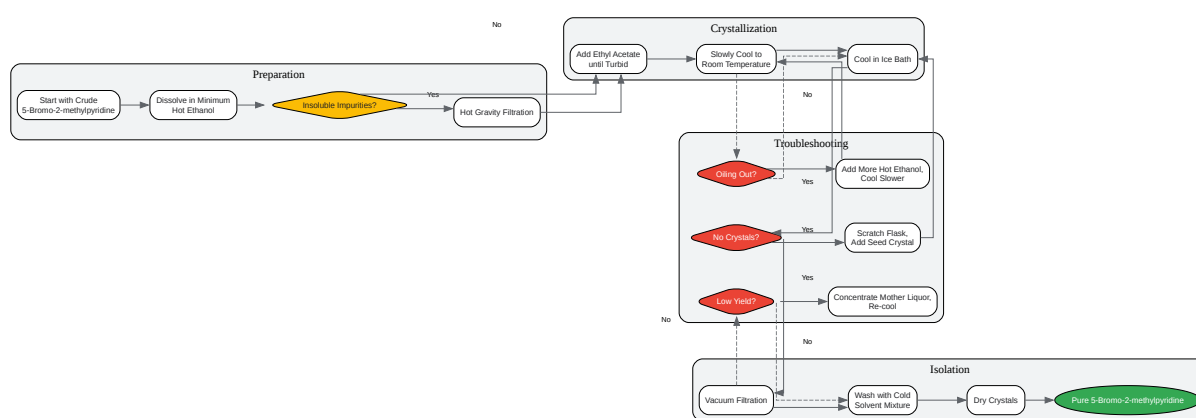 No
Crystallization
Add Ethyl Acetate
until Turbid
Slowly Cool to
Room Temperature
Cool in Ice Bath
Preparation
Start with Crude
5-Bromo-2-methylpyridine
Dissolve in Minimum
Hot Ethanol
Insoluble Impurities?
Yes
Hot Gravity Filtration
No
Troubleshooting
Oiling Out?
Yes
Add More Hot Ethanol,
Cool Slower
No Crystals?
Yes
Scratch Flask,
Add Seed Crystal
Yes
Low Yield?
Concentrate Mother Liquor,
Re-cool
No
No
Isolation
Vacuum Filtration
Wash with Cold
Solvent Mixture
Dry Crystals
Pure 5-Bromo-2-methylpyridine